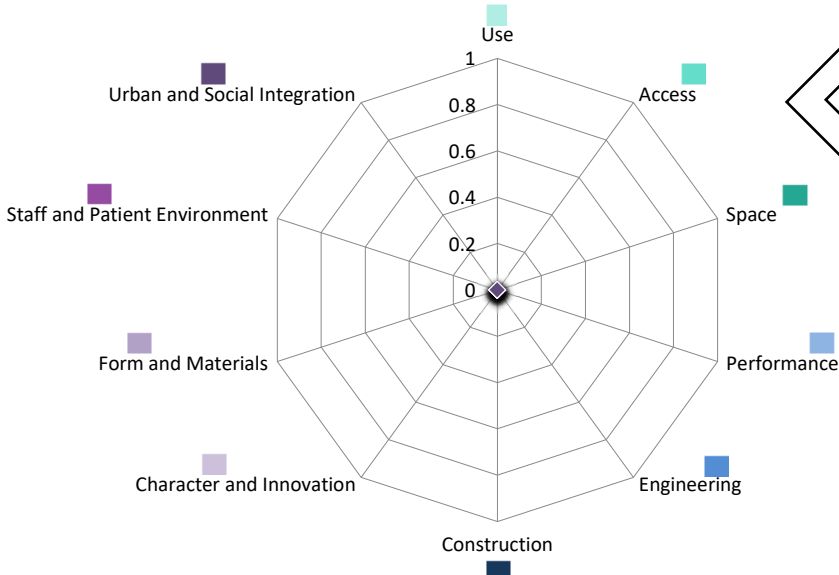 Use
1
Urban and Social Integration
Access
0.8
0.6
0.4
Staff and Patient Environment
Space
0.2
0
Form and Materials
Performance
Character and Innovation
Engineering
Construction